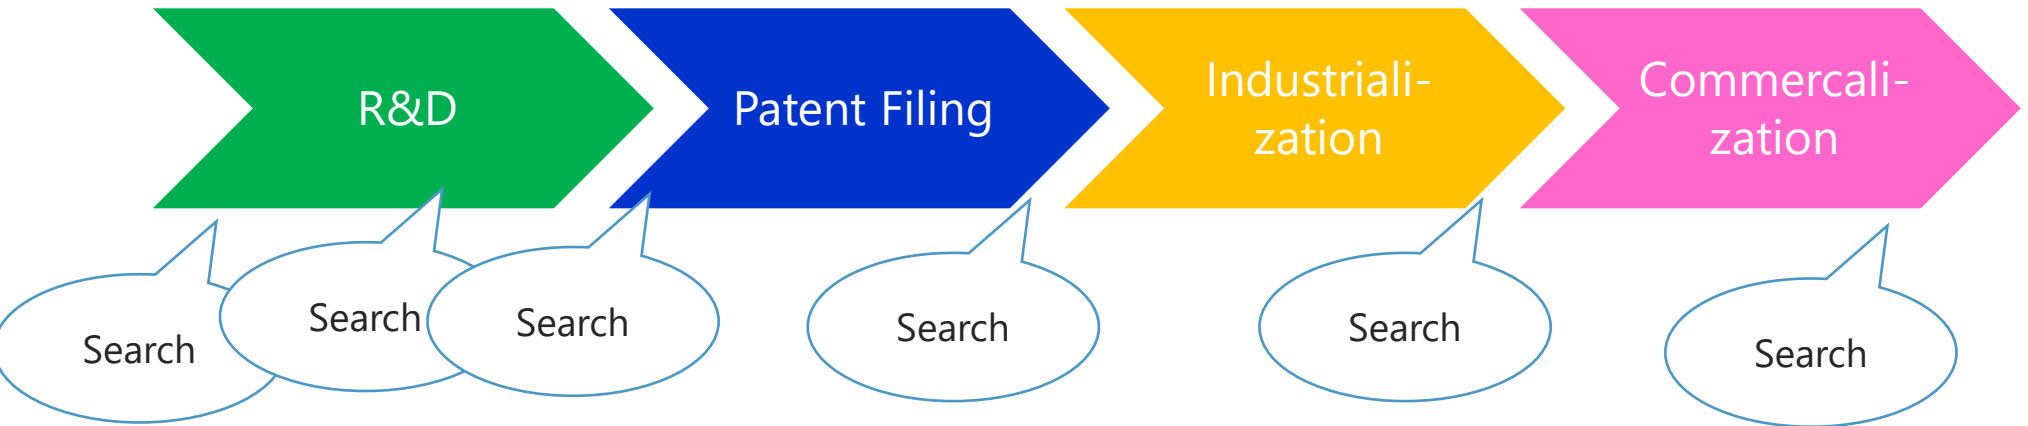 R&D
Patent Filing
Industriali-
zation
Commercali-
zation
Search
Search
Search
Search
Search
Search